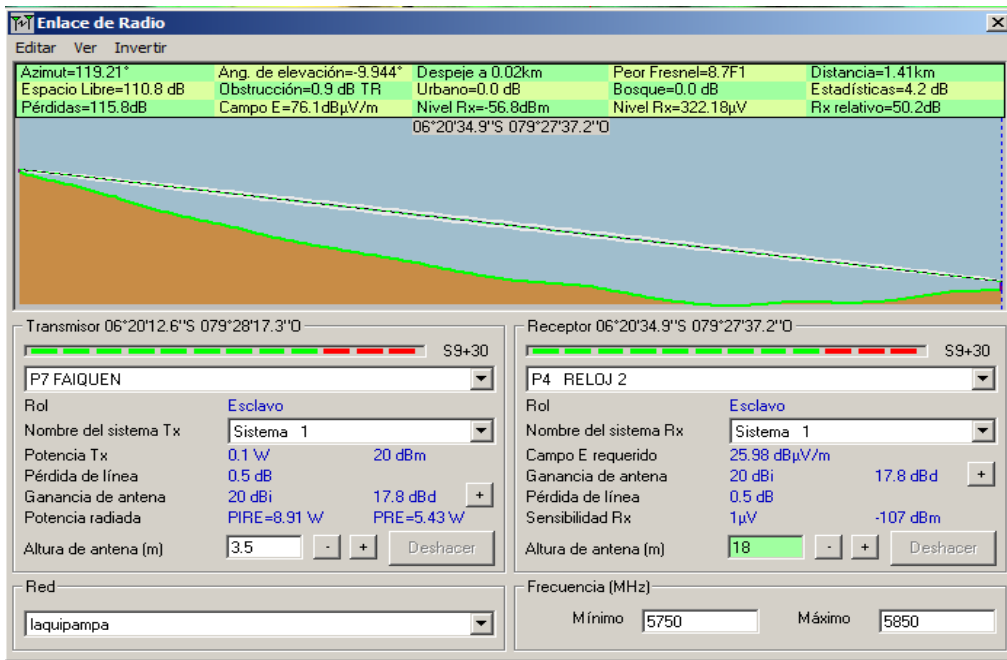 Enlace de Radio
Editar Ver Invertir
Azimut=119.21° Ang. de elevación=-9.944° Despeje a 0.02km Peor Fresnel=8.7F1 Distancia=1.41km
Espacio Libre=110.8 dB Obstrucción=0.9 dB TR Urbano=0.0 dB Bosque=0.0 dB Estadísticas=4.2 dB
Pérdidas=115.8dB Campo E=76.1dBµV/m Nivel Rx=-56.8dBm Nivel Rx=322.18µV Rx relativo=50.2dB
06°20'34.9"S 079°27'37.2"O
Transmisor 06°20'12.6"S 079°28'17.3"O
S9+30
P7 FAIQUEN
Rol Esclavo
Nombre del sistema Tx Sistema 1
Potencia Tx 0.1 W 20 dBm
Pérdida de línea 0.5 dB
Ganancia de antena 20 dBi 17.8 dBd +
Potencia radiada PIRE=8.91 W PRE=5.43 W
Altura de antena (m) 3.5 - + Deshacer
Red
laquipampa
Receptor 06°20'34.9"S 079°27'37.2"O
S9+30
P4 RELOJ 2
Rol Esclavo
Nombre del sistema Rx Sistema 1
Campo E requerido 25.98 dBµV/m
Ganancia de antena 20 dBi 17.8 dBd +
Pérdida de línea 0.5 dB
Sensibilidad Rx 1µV -107 dBm
Altura de antena (m) 18 - + Deshacer
Frecuencia (MHz)
Mínimo 5750 Máximo 5850